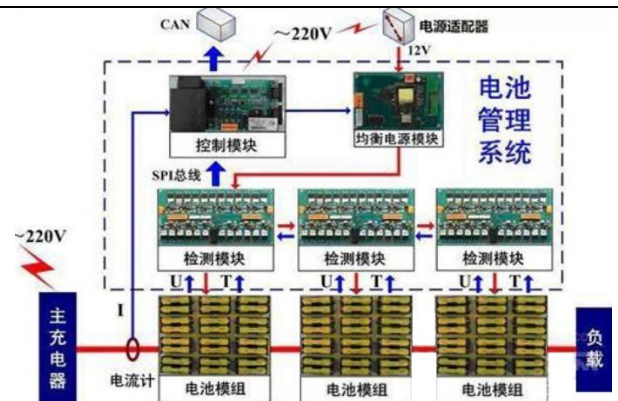 CAN
~220V
电源适配器
12V
电池
管理
系统
控制模块
均衡电源模块
SPI总线
~220V
检测模块
检测模块
检测模块
U
T
U
T
U
T
I
主充电器
负载
电流计
电池模组
电池模组
电池模组